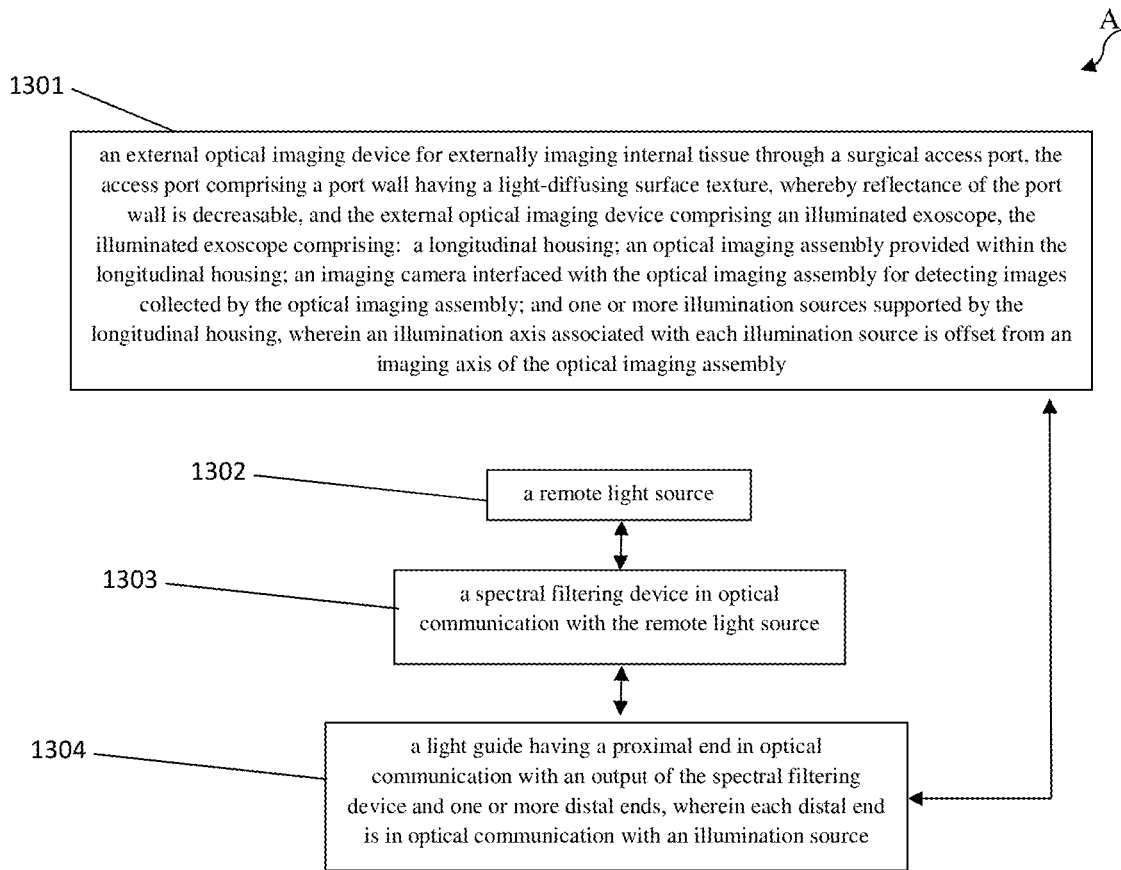 A
1301
an external optical imaging device for externally imaging internal tissue through a surgical access port, the
access port comprising a port wall having a light-diffusing surface texture, whereby reflectance of the port
wall is decreasable, and the external optical imaging device comprising an illuminated exoscope, the
illuminated exoscope comprising: a longitudinal housing; an optical imaging assembly provided within the
longitudinal housing; an imaging camera interfaced with the optical imaging assembly for detecting images
collected by the optical imaging assembly; and one or more illumination sources supported by the
longitudinal housing, wherein an illumination axis associated with each illumination source is offset from an
imaging axis of the optical imaging assembly
1302
a remote light source
1303
a spectral filtering device in optical
communication with the remote light source
1304
a light guide having a proximal end in optical
communication with an output of the spectral filtering
device and one or more distal ends, wherein each distal end
is in optical communication with an illumination source